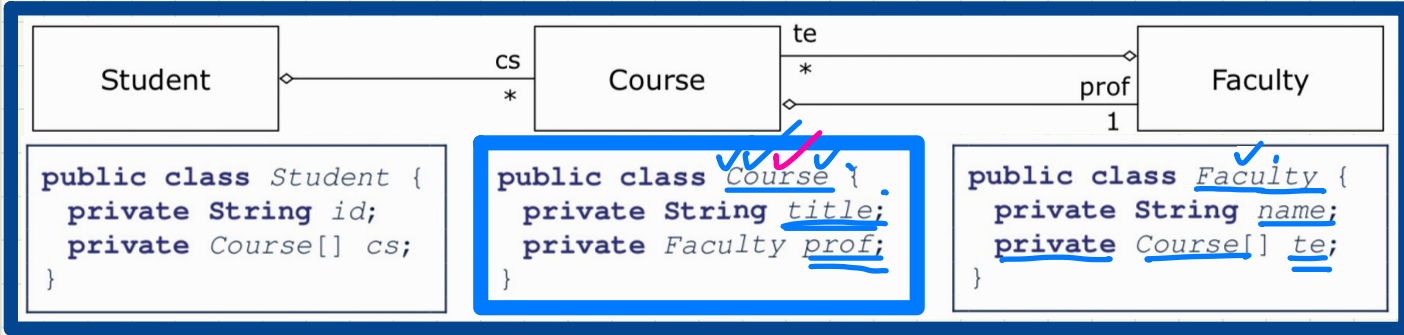 Student
cs
*
Course
te
*
prof
1
Faculty
public class Student {
private String id;
private Course[] cs;
}
public class Course {
private String title;
private Faculty prof;
}
public class Faculty {
private String name;
private Course[] te;
}